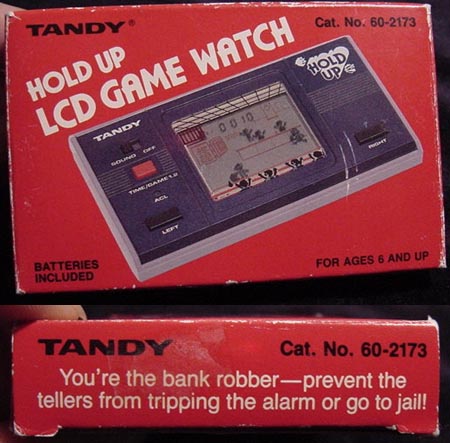 TANDY®
Cat. No. 60-2173
HOLD UP
LCD GAME WATCH
HOLD UP
TANDY
SOUND OFF
TIME/GAME1,2
ACL
LEFT
RIGHT
0010
BATTERIES
INCLUDED
FOR AGES 6 AND UP
TANDY
Cat. No. 60-2173
You're the bank robber—prevent the
tellers from tripping the alarm or go to jail!